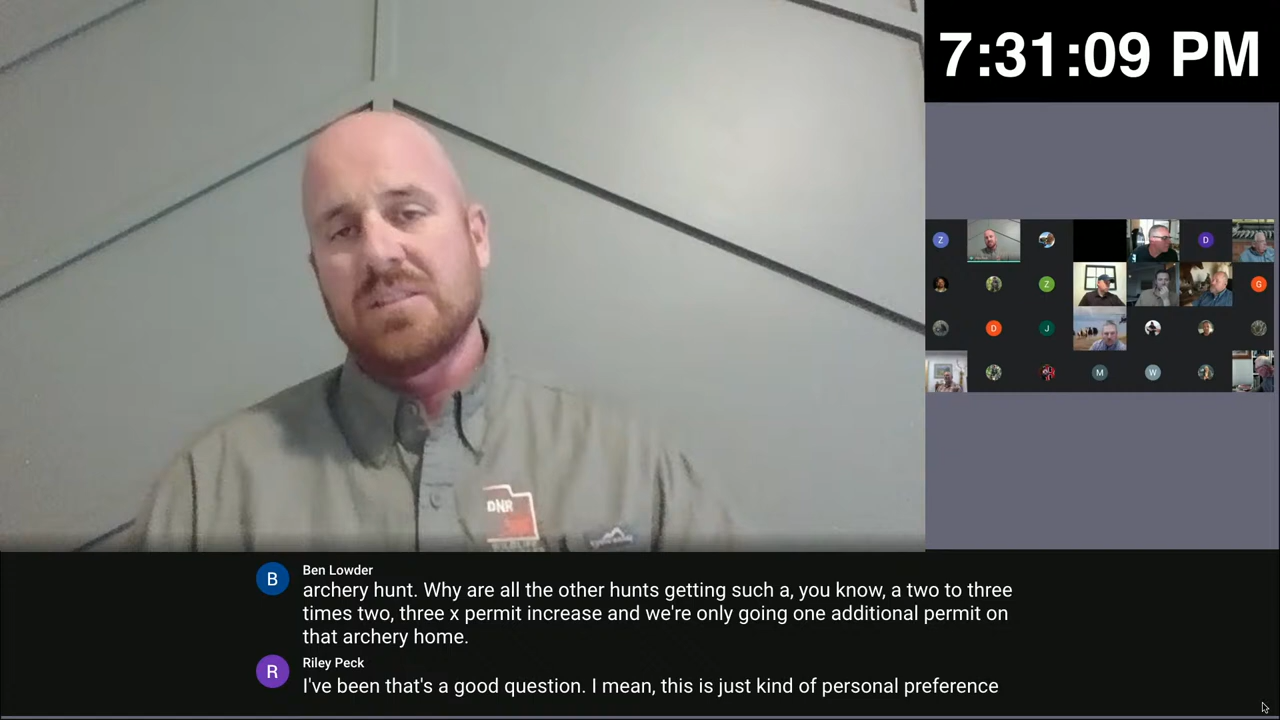 7:31:09 PM
Z
D
Z
G
D
J
M
W
DNR
B
Ben Lowder
archery hunt. Why are all the other hunts getting such a, you know, a two to three
times two, three x permit increase and we're only going one additional permit on
that archery home.
R
Riley Peck
I've been that's a good question. I mean, this is just kind of personal preference